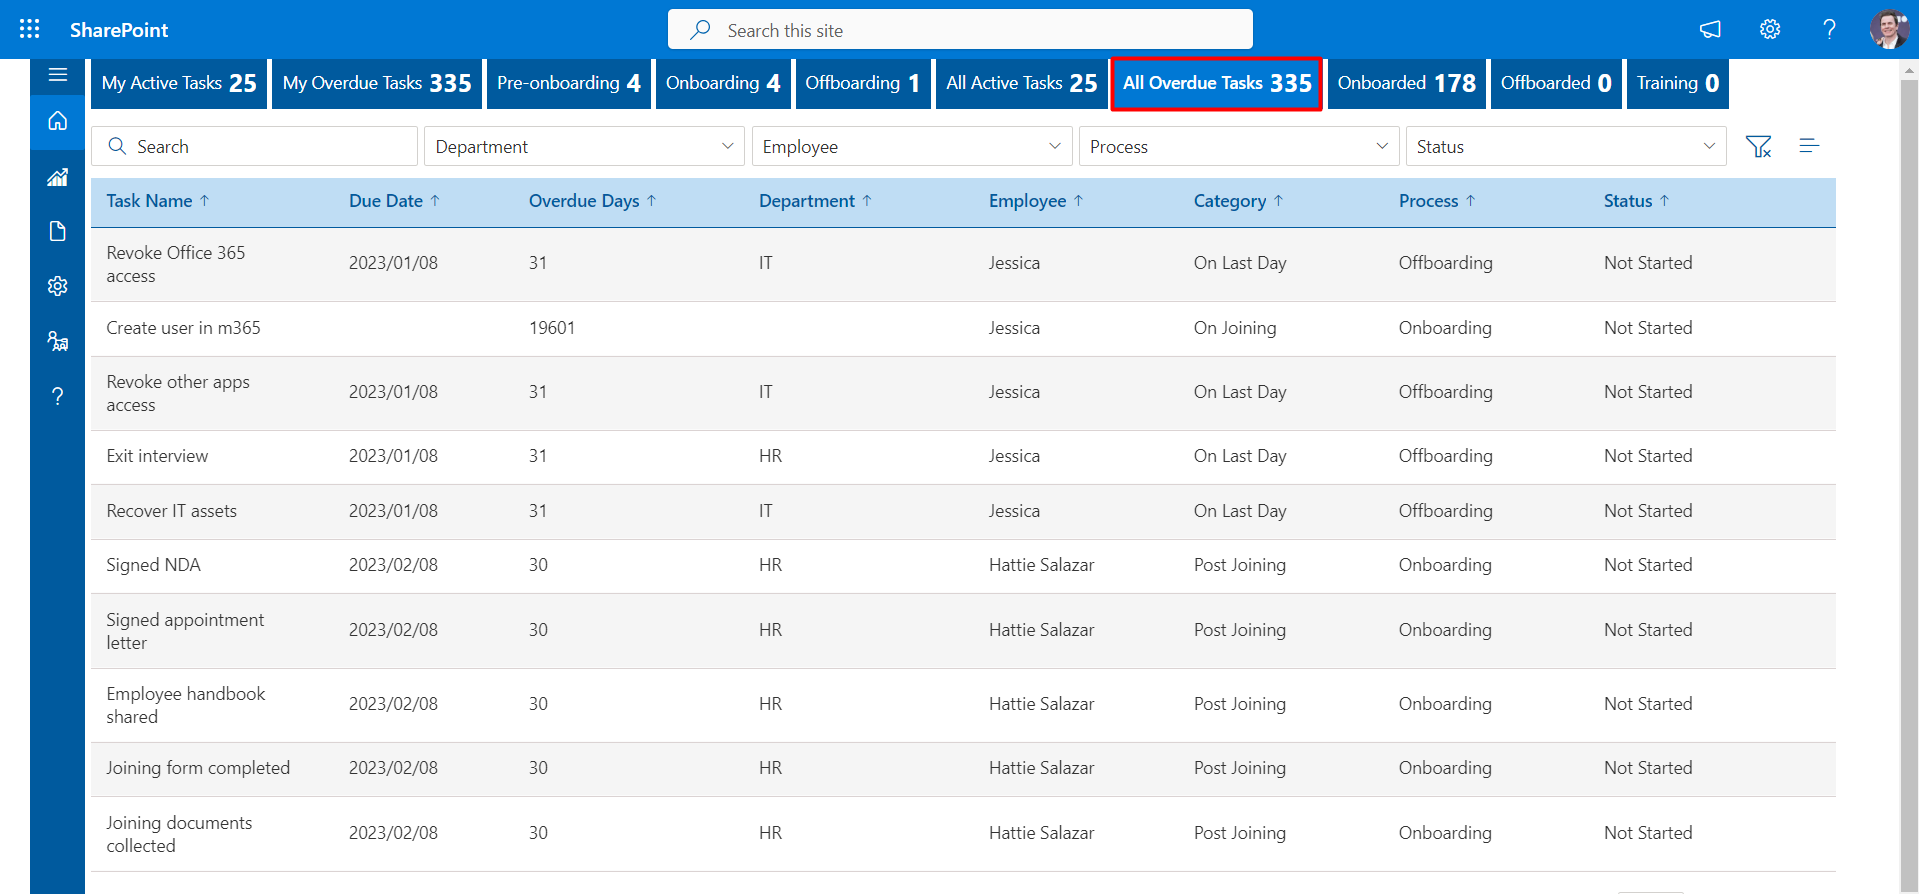 SharePoint
Search this site
?
My Active Tasks 25
My Overdue Tasks 335
Pre-onboarding 4
Onboarding 4
Offboarding 1
All Active Tasks 25
All Overdue Tasks 335
Onboarded 178
Offboarded 0
Training 0
Search
Department
Employee
Process
Status
Task Name ↑ Due Date ↑ Overdue Days ↑ Department ↑ Employee ↑ Category ↑ Process ↑ Status ↑
Revoke Office 365
access
2023/01/08 31 IT Jessica On Last Day Offboarding Not Started
Create user in m365 19601 Jessica On Joining Onboarding Not Started
Revoke other apps
access
2023/01/08 31 IT Jessica On Last Day Offboarding Not Started
Exit interview 2023/01/08 31 HR Jessica On Last Day Offboarding Not Started
Recover IT assets 2023/01/08 31 IT Jessica On Last Day Offboarding Not Started
Signed NDA 2023/02/08 30 HR Hattie Salazar Post Joining Onboarding Not Started
Signed appointment
letter
2023/02/08 30 HR Hattie Salazar Post Joining Onboarding Not Started
Employee handbook
shared
2023/02/08 30 HR Hattie Salazar Post Joining Onboarding Not Started
Joining form completed 2023/02/08 30 HR Hattie Salazar Post Joining Onboarding Not Started
Joining documents
collected
2023/02/08 30 HR Hattie Salazar Post Joining Onboarding Not Started
?